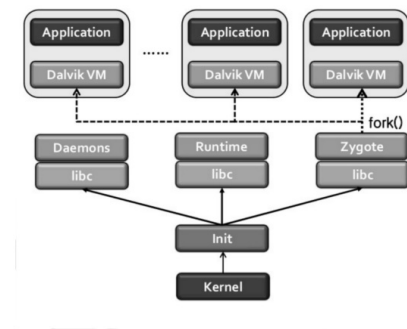 Application
Application
Application
......
Dalvik VM
Dalvik VM
Dalvik VM
fork()
Daemons
Runtime
Zygote
libc
libc
libc
Init
Kernel